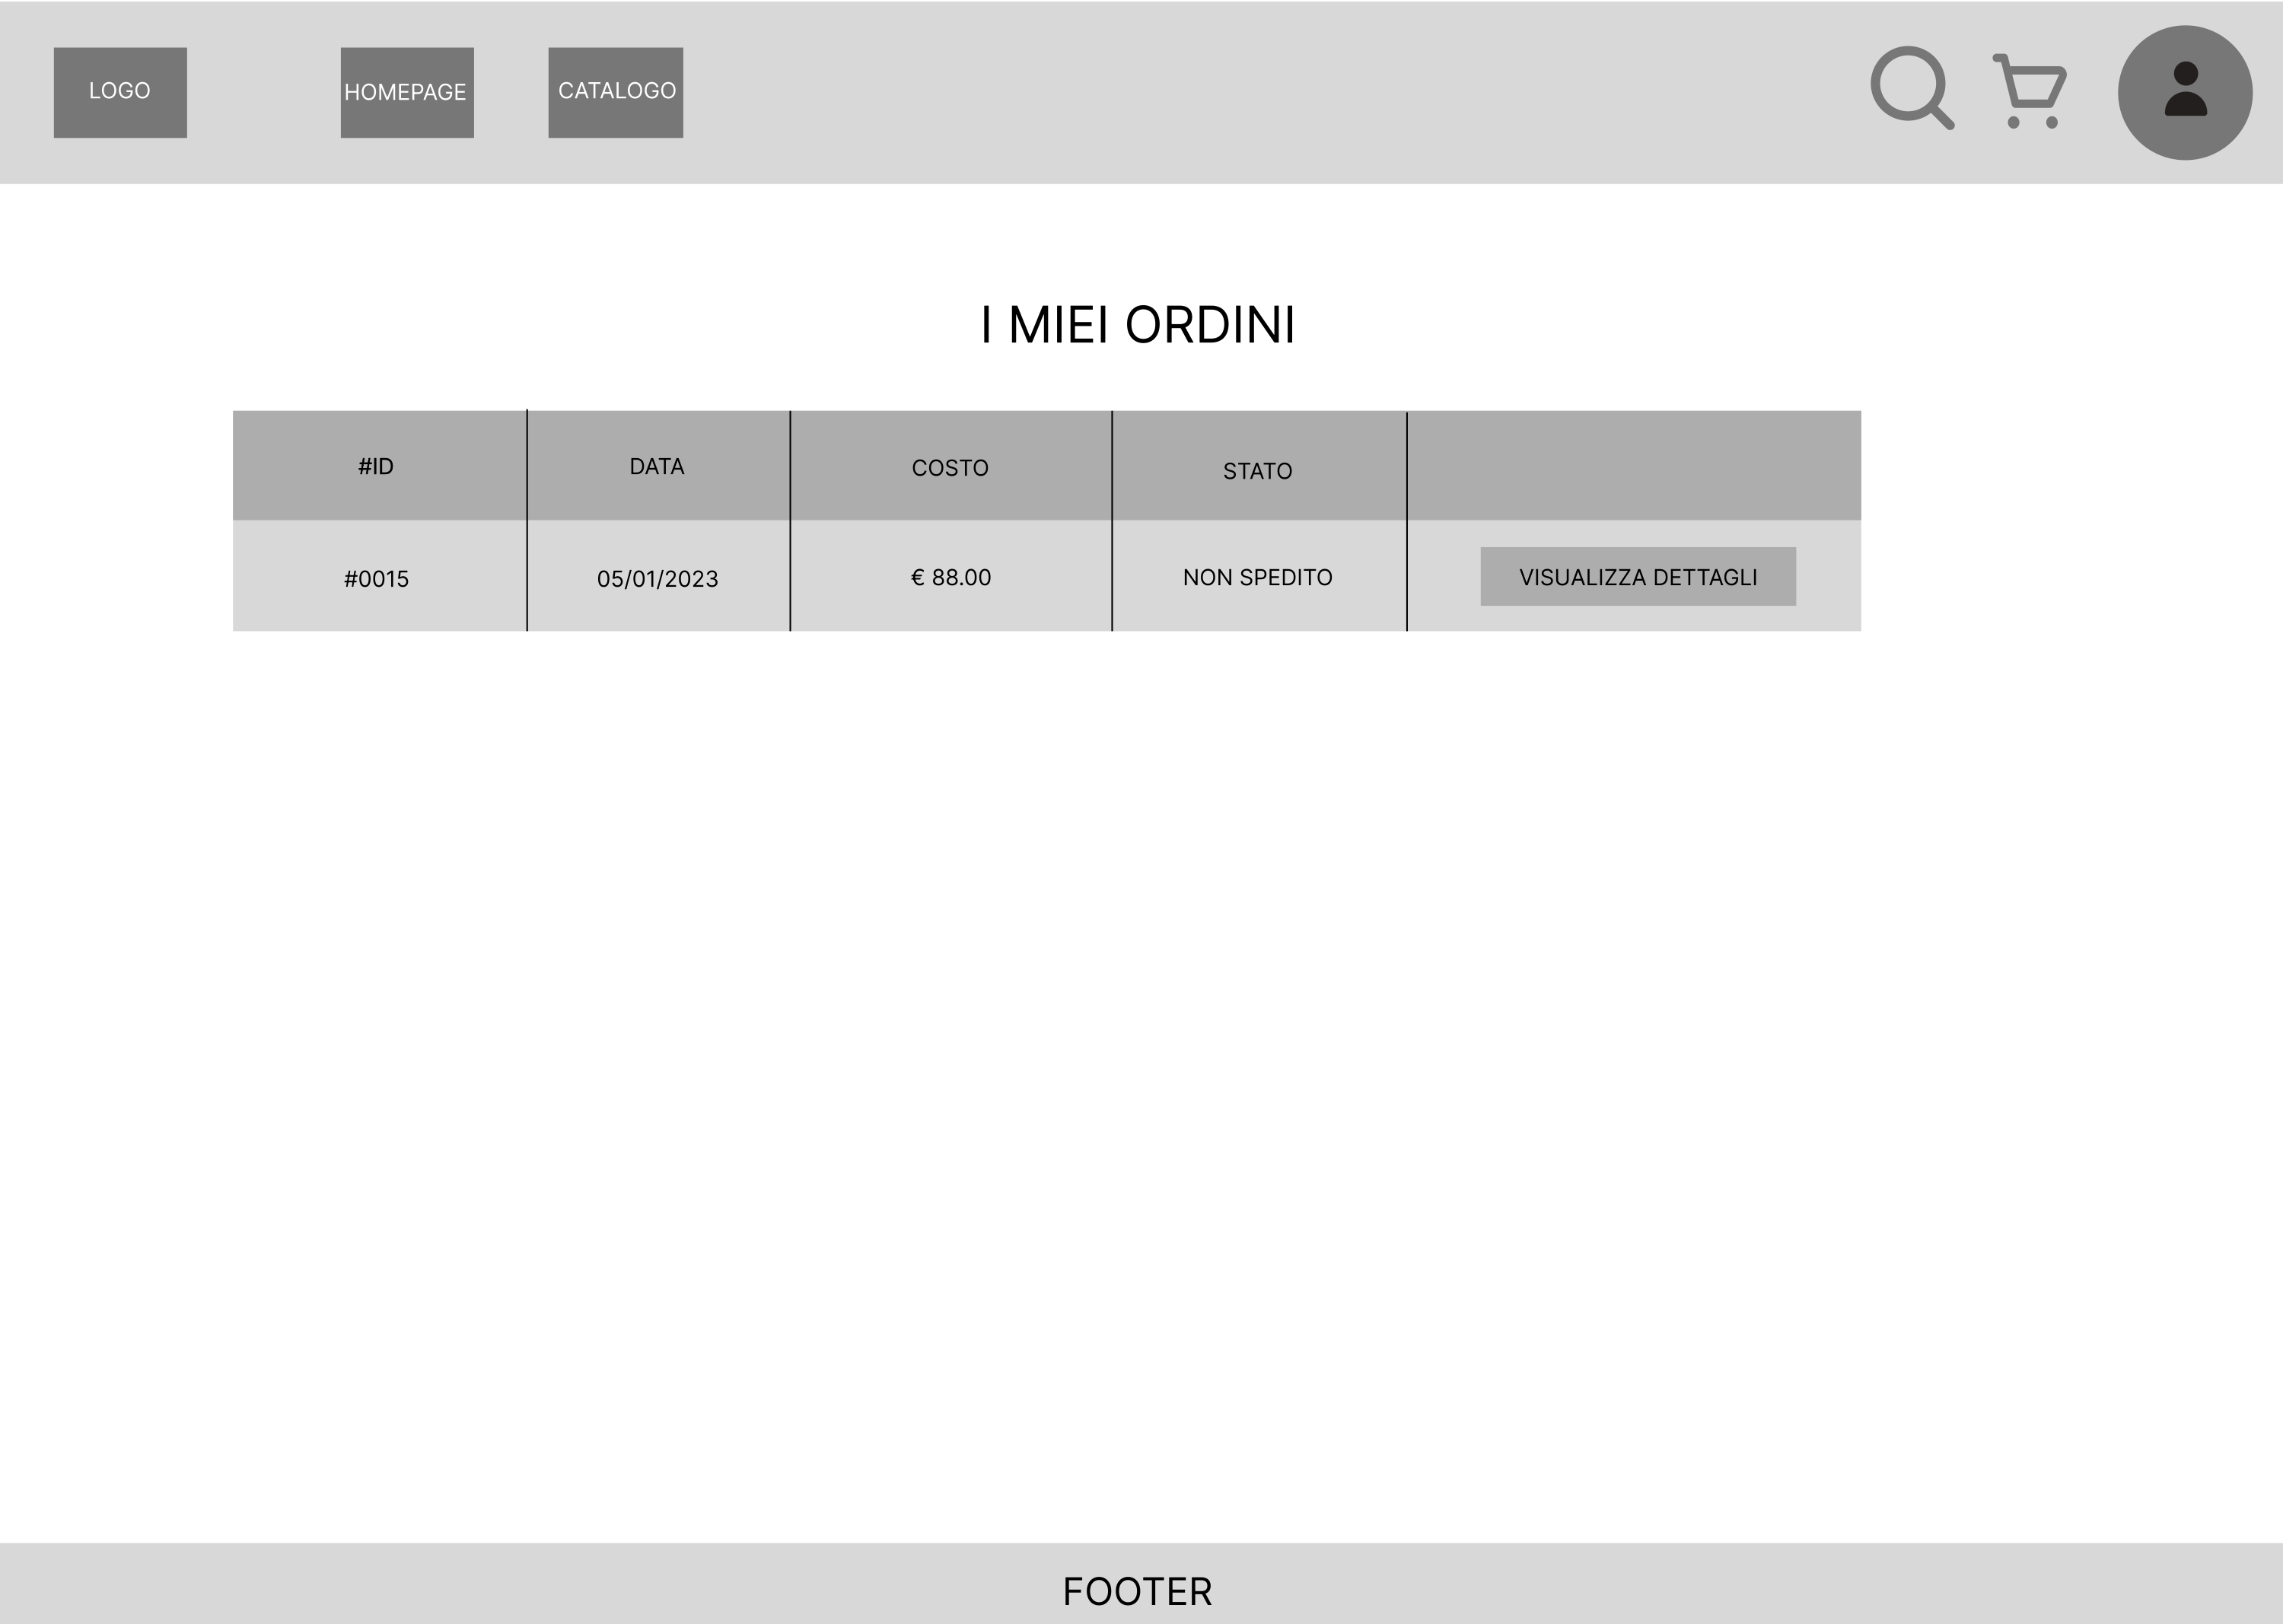 LOGO
HOMEPAGE
CATALOGO
I MIEI ORDINI
#ID
DATA
COSTO
STATO
#0015
05/01/2023
€ 88.00
NON SPEDITO
VISUALIZZA DETTAGLI
FOOTER